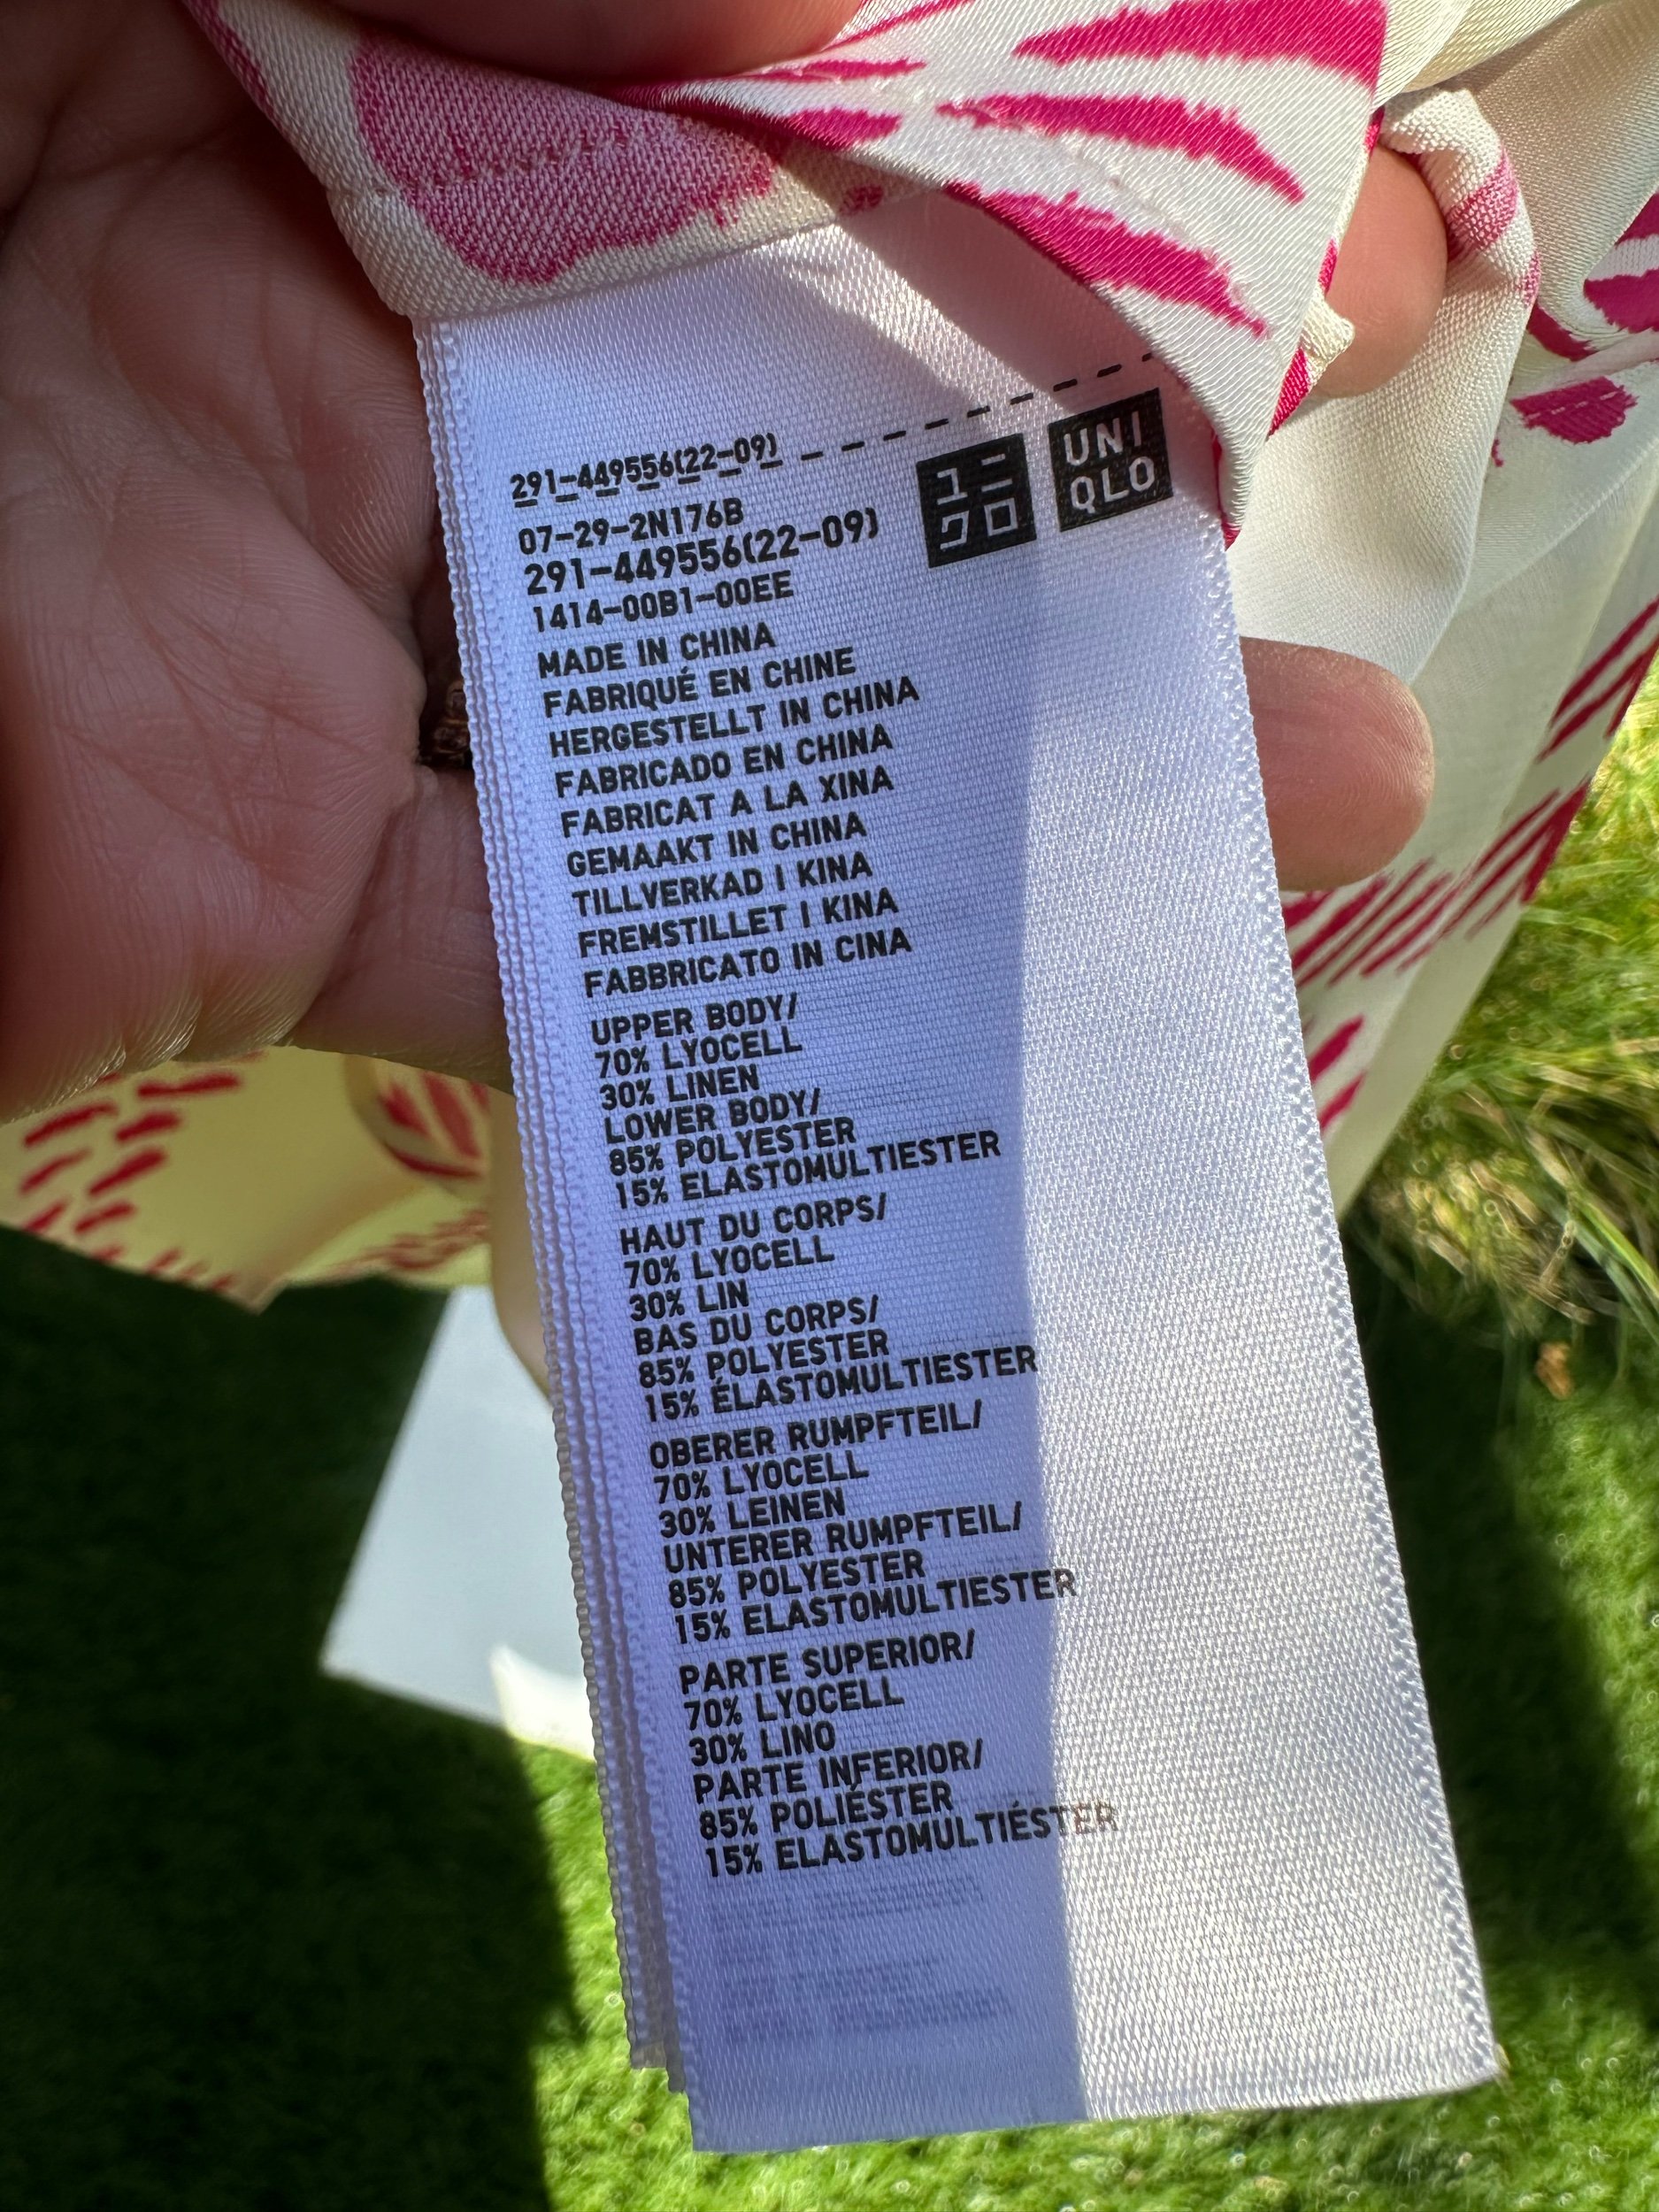 291-449556(22-09)
ユニ
クロ
UNI
QLO
07-29-2N176B
291-449556(22-09)
1414-00B1-00EE
MADE IN CHINA
FABRIQUÉ EN CHINE
HERGESTELLT IN CHINA
FABRICADO EN CHINA
FABRICAT A LA XINA
GEMAAKT IN CHINA
TILLVERKAD I KINA
FREMSTILLET I KINA
FABBRICATO IN CINA
UPPER BODY/
70% LYOCELL
30% LINEN
LOWER BODY/
85% POLYESTER
15% ELASTOMULTIESTER
HAUT DU CORPS/
70% LYOCELL
30% LIN
BAS DU CORPS/
85% POLYESTER
15% ÉLASTOMULTIESTER
OBERER RUMPFTEIL/
70% LYOCELL
30% LEINEN
UNTERER RUMPFTEIL/
85% POLYESTER
15% ELASTOMULTIESTER
PARTE SUPERIOR/
70% LYOCELL
30% LINO
PARTE INFERIOR/
85% POLIÉSTER
15% ELASTOMULTIÉSTER